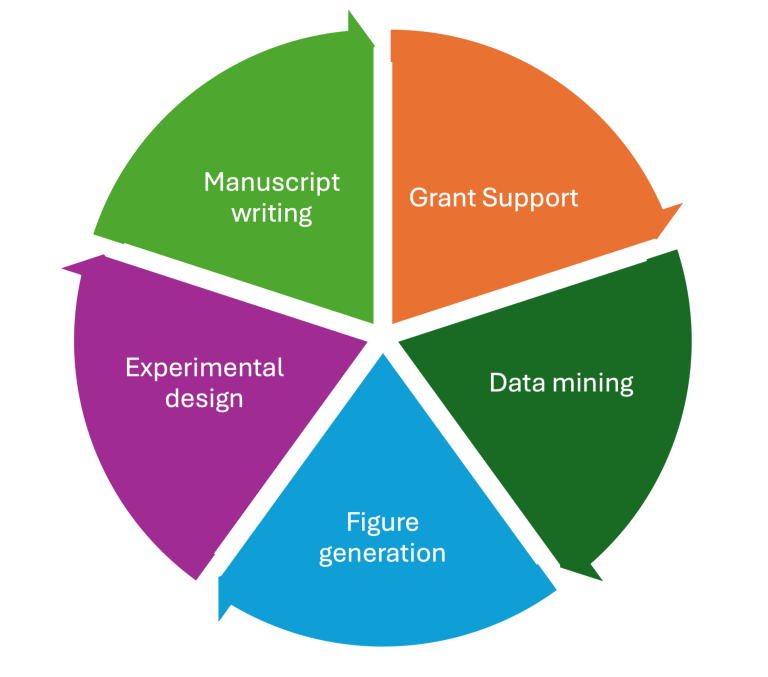 Manuscript
writing
Grant Support
Experimental
design
Data mining
Figure
generation